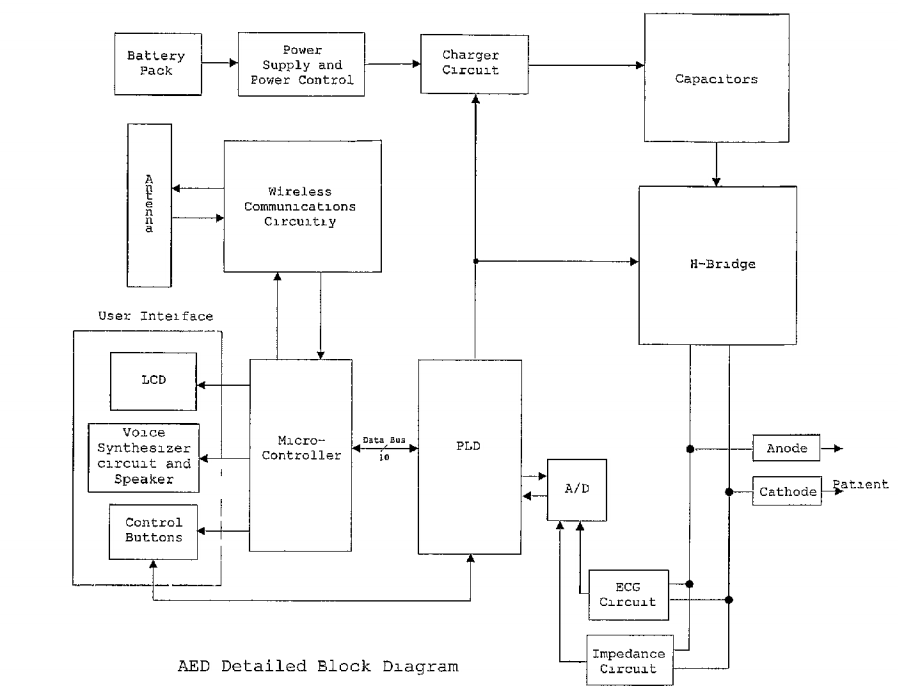 Battery
Pack
Power
Supply and
Power Control
Charger
Circuit
Capacitors
Antenna
Wireless
Communications
Circuitry
H-Bridge
User Interface
LCD
Voice
Synthesizer
circuit and
Speaker
Control
Buttons
Micro-
Controller
Data Bus
10
PLD
A/D
Anode
Cathode
Patient
ECG
Circuit
Impedance
Circuit
AED Detailed Block Diagram